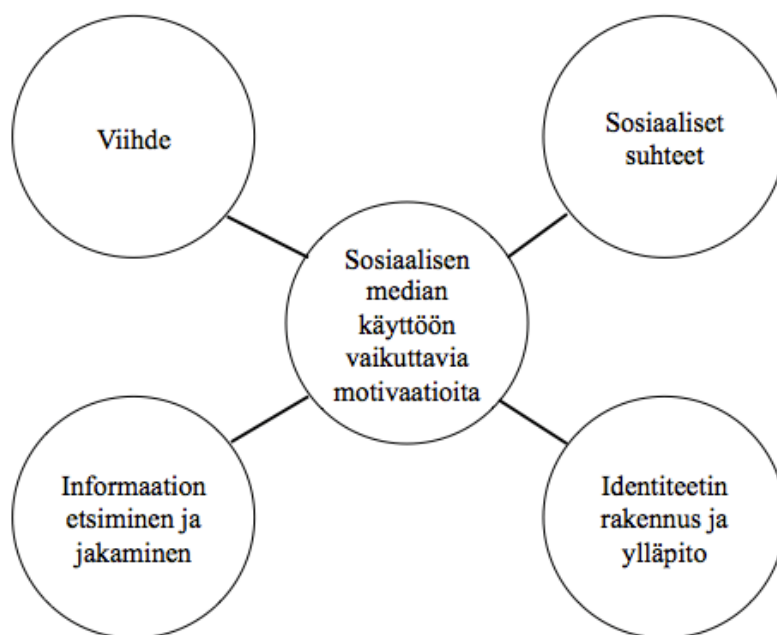 Viihde
Sosiaaliset
suhteet
Sosiaalisen
median
käyttöön
vaikuttavia
motivaatioita
Informaation
etsiminen ja
jakaminen
Identiteetin
rakennus ja
ylläpito